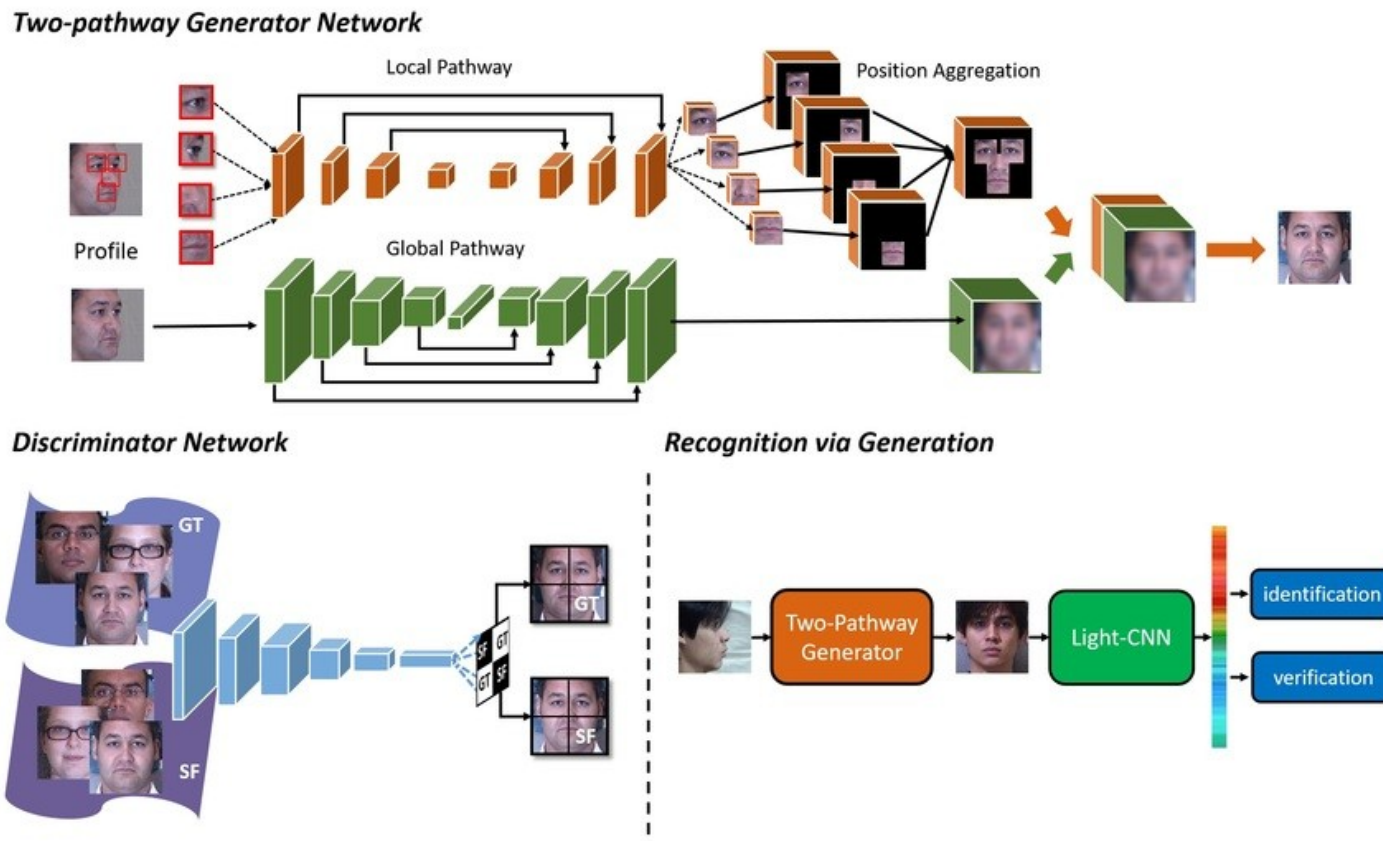 Two-pathway Generator Network
Local Pathway
Position Aggregation
Profile
Global Pathway
Discriminator Network
Recognition via Generation
GT
SF
SF
GT
GT
SF
GT
SF
Two-Pathway
Generator
Light-CNN
identification
verification